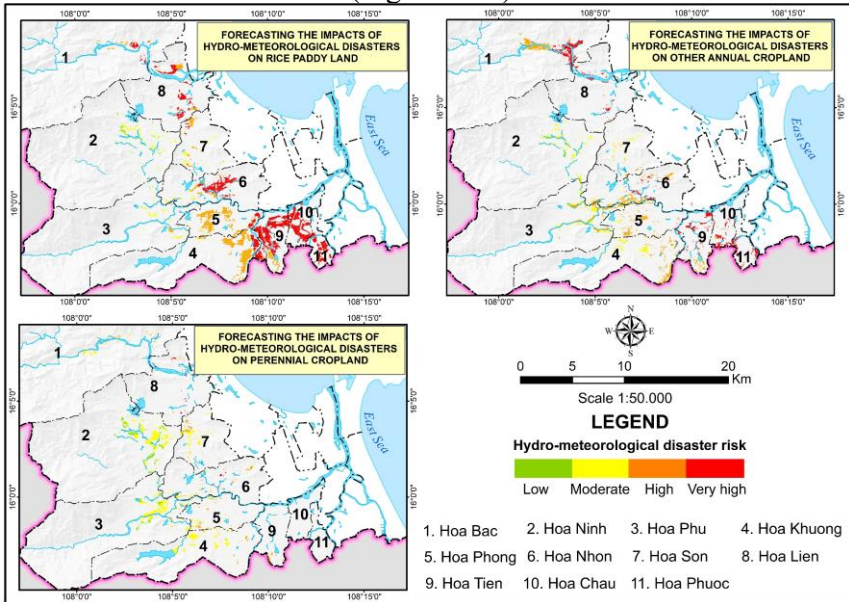 FORECASTING THE IMPACTS OF
HYDRO-METEOROLOGICAL DISASTERS
ON RICE PADDY LAND
1
8
2
7
6
3
5
10
9
4
11
East Sea
16°5'0"
16°0'0"
108°0'0" 108°5'0" 108°10'0" 108°15'0"
FORECASTING THE IMPACTS OF
HYDRO-METEOROLOGICAL DISASTERS
ON OTHER ANNUAL CROPLAND
1
8
2
7
6
3
5
10
9
4
11
East Sea
16°5'0"
16°0'0"
108°0'0" 108°5'0" 108°10'0" 108°15'0"
108°0'0" 108°5'0" 108°10'0" 108°15'0"
FORECASTING THE IMPACTS OF
HYDRO-METEOROLOGICAL DISASTERS
ON PERENNIAL CROPLAND
1
8
2
7
6
3
5
10
9
4
11
East Sea
16°5'0"
16°0'0"
108°0'0" 108°5'0" 108°10'0" 108°15'0"
N
W E
S
0 5 10 20
Km
Scale 1:50.000
LEGEND
Hydro-meteorological disaster risk
Low Moderate High Very high
1. Hoa Bac 2. Hoa Ninh 3. Hoa Phu 4. Hoa Khuong
5. Hoa Phong 6. Hoa Nhon 7. Hoa Son 8. Hoa Lien
9. Hoa Tien 10. Hoa Chau 11. Hoa Phuoc